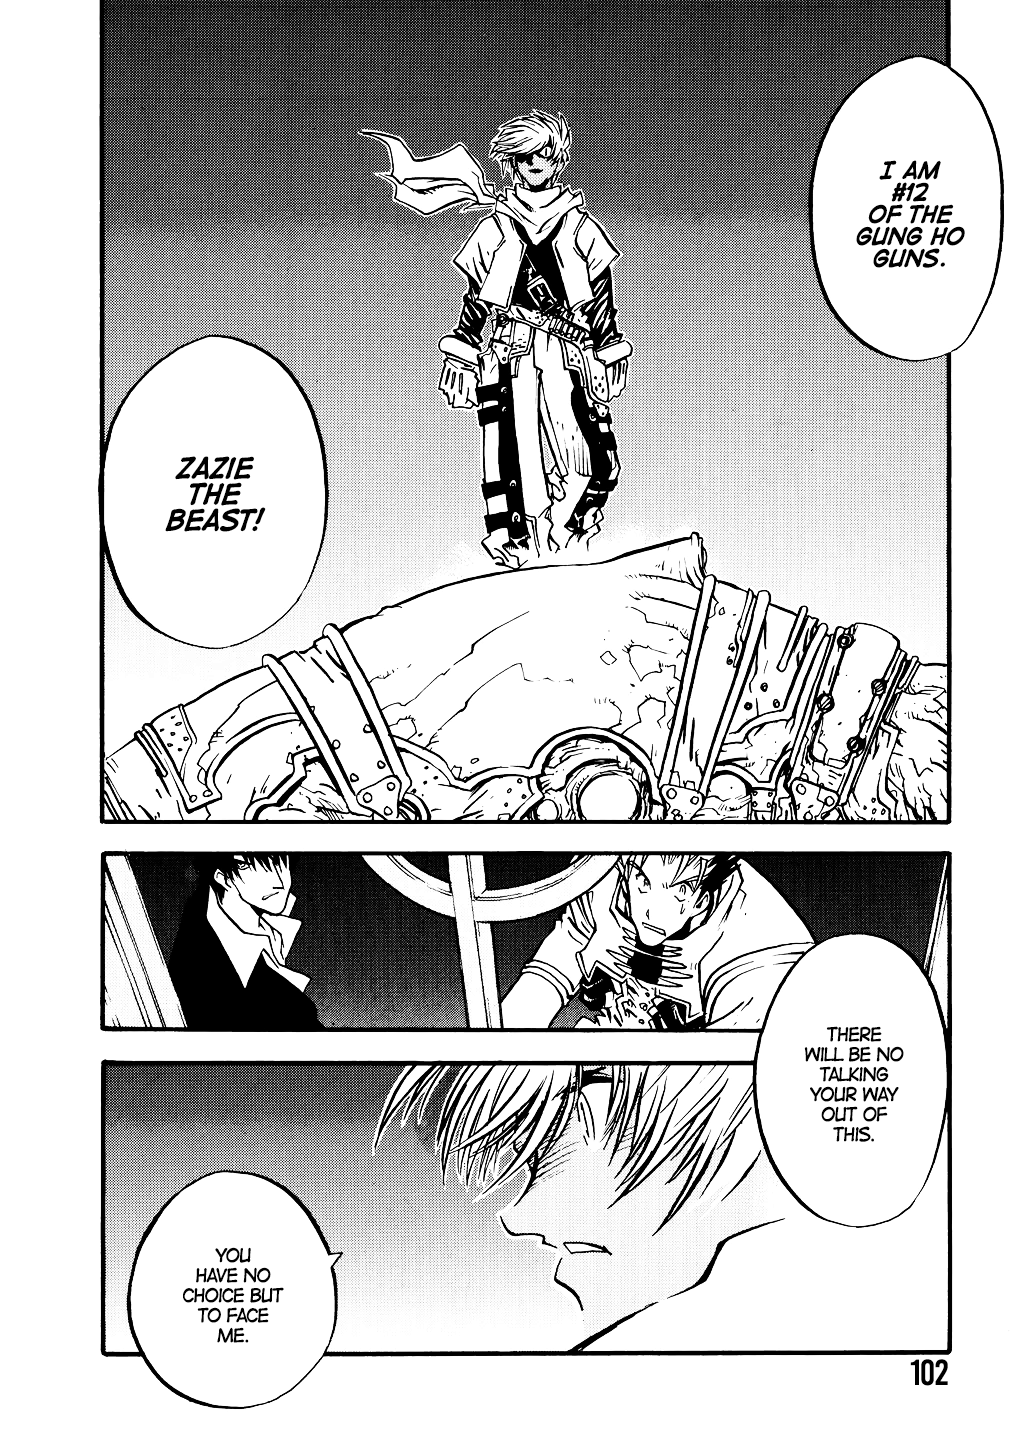 I AM
#12
OF THE
GUNG HO
GUNS.
ZAZIE
THE
BEAST!
THERE
WILL BE NO
TALKING
YOUR WAY
OUT OF
THIS.
YOU
HAVE NO
CHOICE BUT
TO FACE
ME.
102